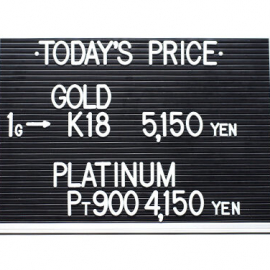 ·TODAY'S PRICE·
GOLD
1G→ K18 5,150 YEN
PLATINUM
PT900 4,150 YEN